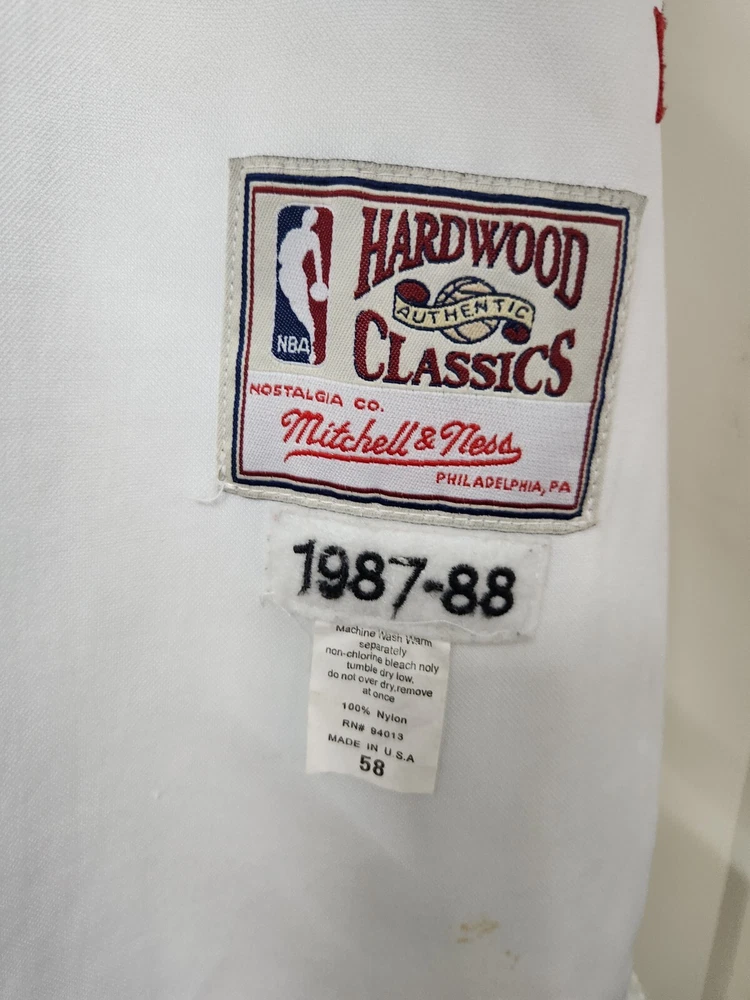 HARDWOOD
AUTHENTIC
CLASSICS
NBA
NOSTALGIA CO.
Mitchell & Ness
PHILADELPHIA, PA
1987-88
Machine Wash Warm
separately
non-chlorine bleach noly
tumble dry low,
do not over dry,remove
at once
100% Nylon
RN# 94013
MADE IN U S.A
58